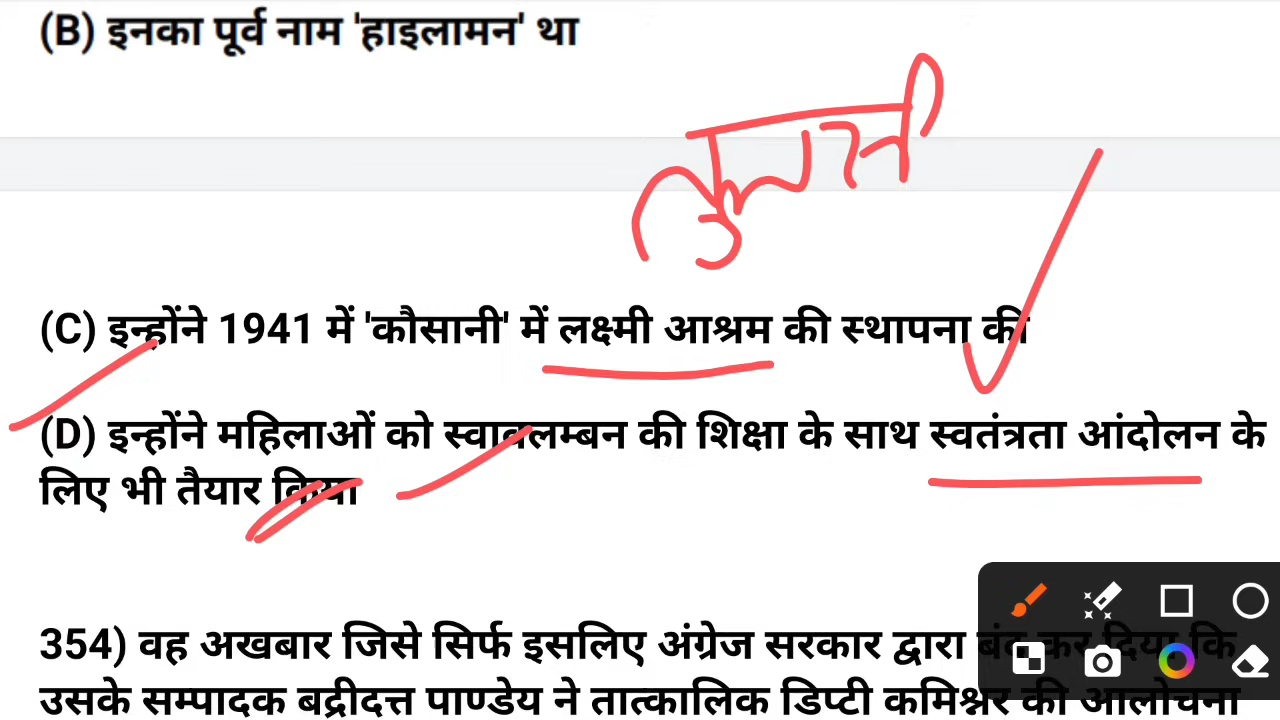 (B) इनका पूर्व नाम 'हाइलामन' था
तुलसी
(C) इन्होंने 1941 में 'कौसानी' में लक्ष्मी आश्रम की स्थापना की
(D) इन्होंने महिलाओं को स्वावलम्बन की शिक्षा के साथ स्वतंत्रता आंदोलन के
लिए भी तैयार किया
354) वह अखबार जिसे सिर्फ इसलिए अंग्रेज सरकार द्वारा बंद कर दिया कि
उसके सम्पादक बद्रीदत्त पाण्डेय ने तात्कालिक डिप्टी कमिश्नर की आलोचना